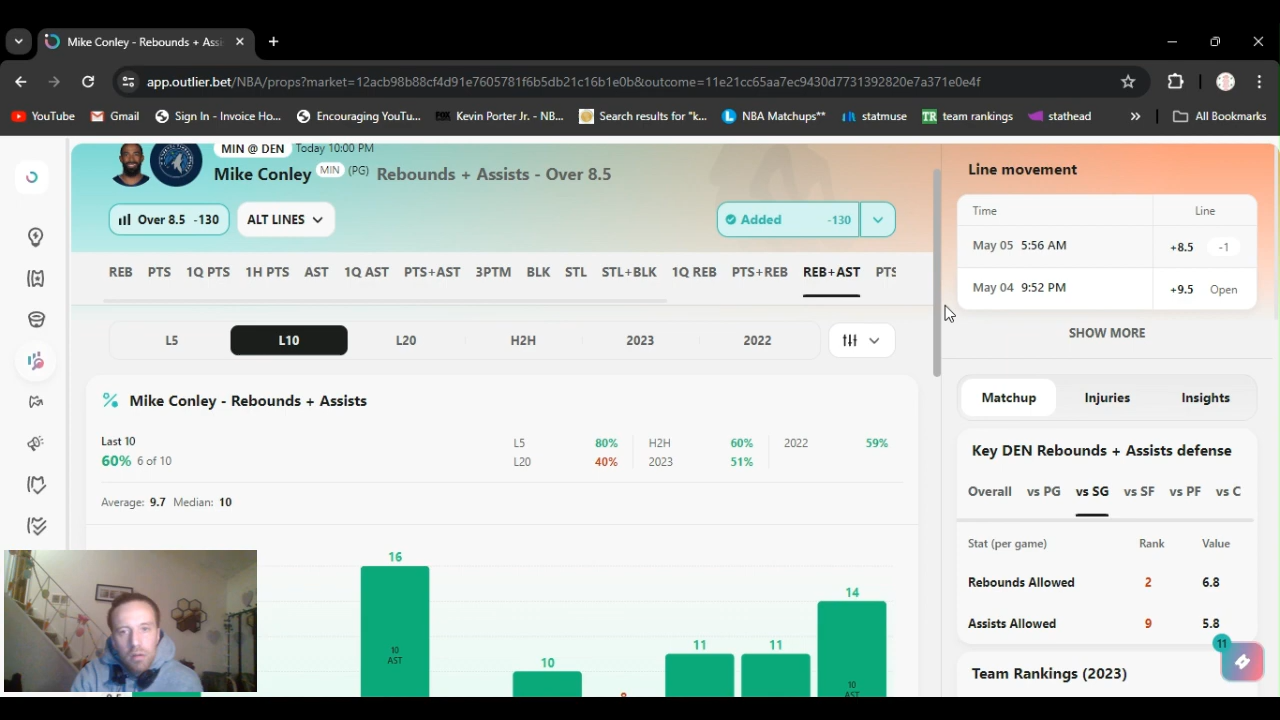 Mike Conley - Rebounds + Assi
app.outlier.bet/NBA/props?market=12acb98b88cf4d91e7605781f6b5db21c16b1e0b&outcome=11e21cc65aa7ec9430d7731392820e7a371e0e4f
YouTube Gmail Sign In - Invoice Ho... Encouraging YouTu... FOX Kevin Porter Jr. - NB... Search results for "k... NBA Matchups** statmuse TR team rankings stathead » All Bookmarks
MIN @ DEN Today 10:00 PM
Mike Conley MIN (PG) Rebounds + Assists - Over 8.5
Over 8.5 -130 ALT LINES Added -130
REB PTS 1Q PTS 1H PTS AST 1Q AST PTS+AST 3PTM BLK STL STL+BLK 1Q REB PTS+REB REB+AST PTS
L5 L10 L20 H2H 2023 2022
Mike Conley - Rebounds + Assists
Last 10
60% 6 of 10
L5 80% H2H 60% 2022 59%
L20 40% 2023 51%
Average: 9.7 Median: 10
16
10
AST
10
11
11
14
10
AST
Line movement
Time Line
May 05 5:56 AM +8.5 -1
May 04 9:52 PM +9.5 Open
SHOW MORE
Matchup Injuries Insights
Key DEN Rebounds + Assists defense
Overall vs PG vs SG vs SF vs PF vs C
Stat (per game) Rank Value
Rebounds Allowed 2 6.8
Assists Allowed 9 5.8
11
Team Rankings (2023)